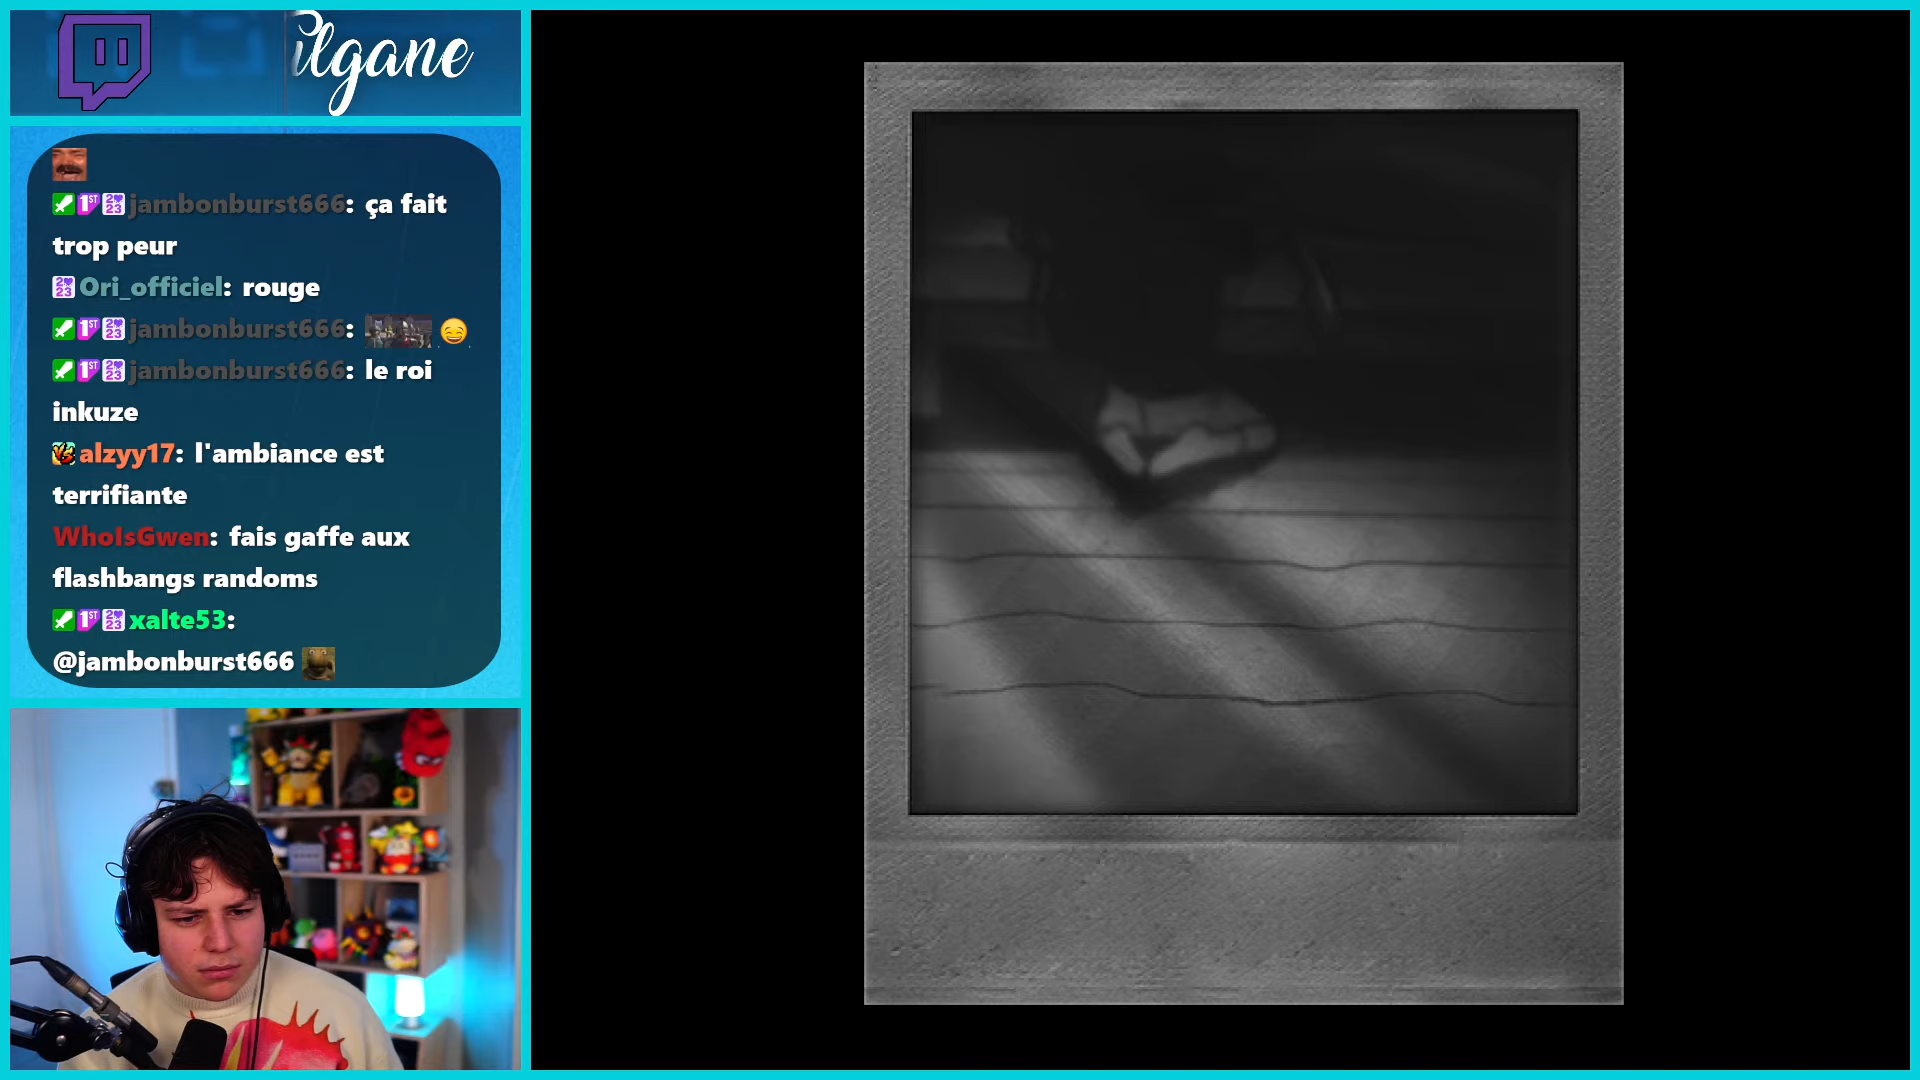 ilgane
jambonburst666: ça fait
trop peur
Ori_officiel: rouge
jambonburst666:
jambonburst666: le roi
inkuze
alzyy17: l'ambiance est
terrifiante
WhoIsGwen: fais gaffe aux
flashbangs randoms
xalte53:
@jambonburst666